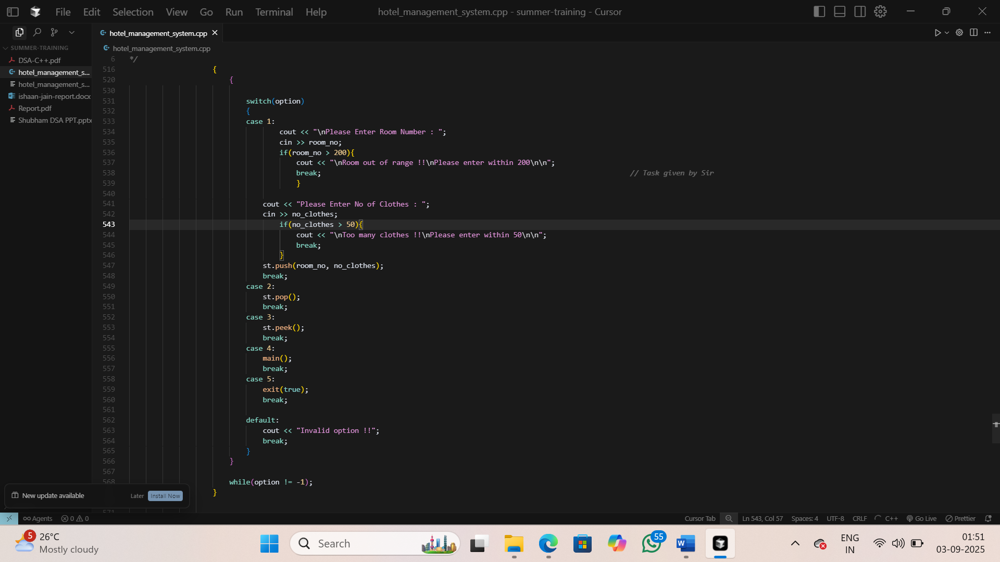 File Edit Selection View Go Run Terminal Help hotel_management_system.cpp - summer-training - Cursor
hotel_management_system.cpp
SUMMER-TRAINING
DSA-C++.pdf
hotel_management_s...
hotel_management_s...
ishaan-jain-report.docx
Report.pdf
Shubham DSA PPT.pptx
hotel_management_system.cpp
6 */
516 {
520 {
530
531 switch(option)
532 {
533 case 1:
534 cout << "\nPlease Enter Room Number : ";
535 cin >> room_no;
536 if(room_no > 200){
537 cout << "\nRoom out of range !!\nPlease enter within 200\n\n";
538 break; // Task given by Sir
539 }
540
541 cout << "Please Enter No of Clothes : ";
542 cin >> no_clothes;
543 if(no_clothes > 50){
544 cout << "\nToo many clothes !!\nPlease enter within 50\n\n";
545 break;
546 }
547 st.push(room_no, no_clothes);
548 break;
549 case 2:
550 st.pop();
551 break;
552 case 3:
553 st.peek();
554 break;
555 case 4:
556 main();
557 break;
558 case 5:
559 exit(true);
560 break;
561
562 default:
563 cout << "Invalid option !!";
564 break;
565 }
566 }
567
568 while(option != -1);
}
571
New update available Later Install Now
Agents 0 0 Cursor Tab Ln 543, Col 57 Spaces: 4 UTF-8 CRLF C++ Go Live Prettier
5 26°C
Mostly cloudy
Search
55
ENG
IN
01:51
03-09-2025